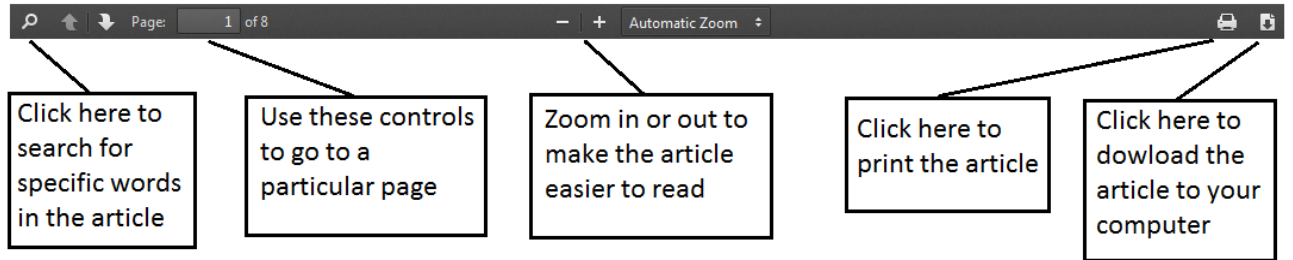 Page: 1 of 8 − + Automatic Zoom
Click here to
search for
specific words
in the article
Use these controls
to go to a
particular page
Zoom in or out to
make the article
easier to read
Click here to
print the article
Click here to
dowload the
article to your
computer